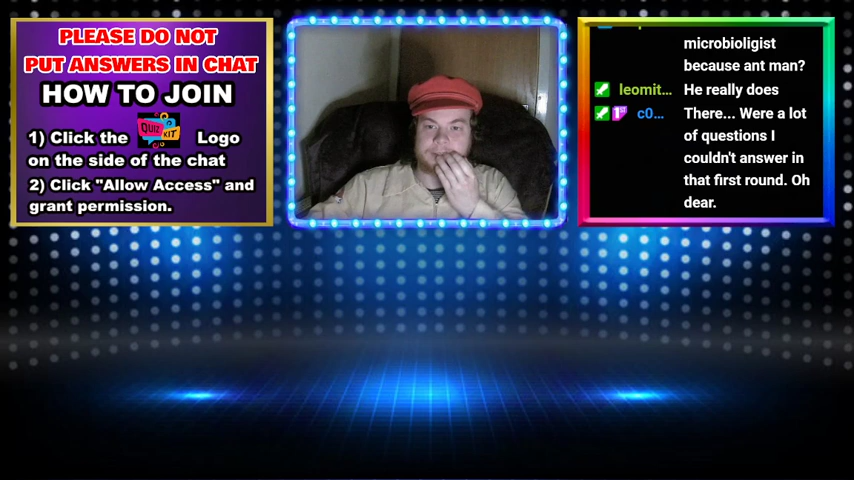 PLEASE DO NOT
PUT ANSWERS IN CHAT
HOW TO JOIN
1) Click the QUIZ KIT Logo
on the side of the chat
2) Click "Allow Access" and
grant permission.
microbioligist
because ant man?
leomit... He really does
c0... There... Were a lot
of questions I
couldn't answer in
that first round. Oh
dear.